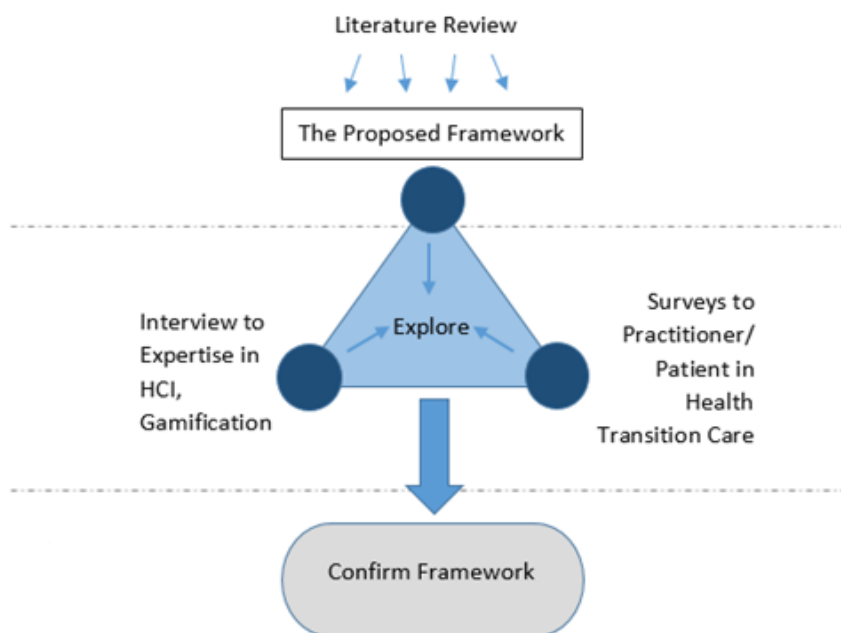 Literature Review
The Proposed Framework
Interview to
Expertise in
HCI,
Gamification
Explore
Surveys to
Practitioner/
Patient in
Health
Transition Care
Confirm Framework